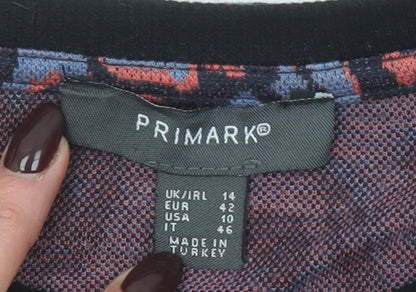 PRIMARK®
UK/IRL 14
EUR 42
USA 10
IT 46
MADE IN
TURKEY